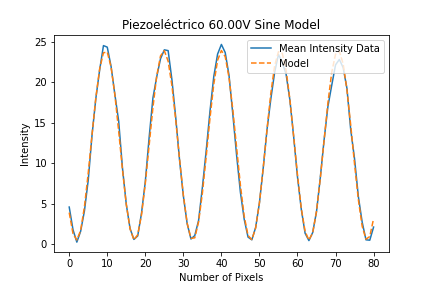 Piezoeléctrico 60.00V Sine Model
Mean Intensity Data
Model
Intensity
25
20
15
10
5
0
0 10 20 30 40 50 60 70 80
Number of Pixels